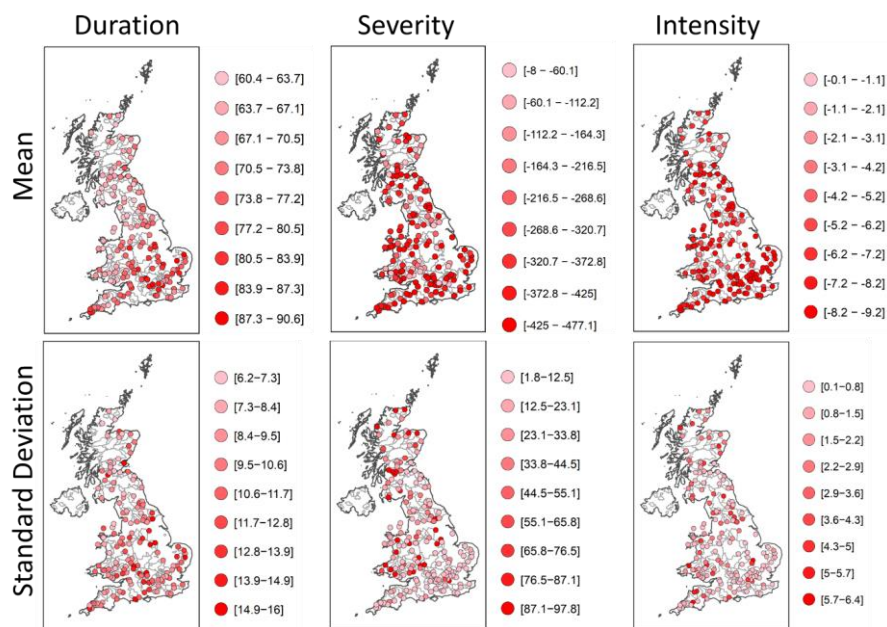 Duration
Severity
Intensity
Mean
[60.4 − 63.7]
[63.7 − 67.1]
[67.1 − 70.5]
[70.5 − 73.8]
[73.8 − 77.2]
[77.2 − 80.5]
[80.5 − 83.9]
[83.9 − 87.3]
[87.3 − 90.6]
[-8 − -60.1]
[-60.1 − -112.2]
[-112.2 − -164.3]
[-164.3 − -216.5]
[-216.5 − -268.6]
[-268.6 − -320.7]
[-320.7 − -372.8]
[-372.8 − -425]
[-425 − -477.1]
[-0.1 − -1.1]
[-1.1 − -2.1]
[-2.1 − -3.1]
[-3.1 − -4.2]
[-4.2 − -5.2]
[-5.2 − -6.2]
[-6.2 − -7.2]
[-7.2 − -8.2]
[-8.2 − -9.2]
Standard Deviation
[6.2−7.3]
[7.3−8.4]
[8.4−9.5]
[9.5−10.6]
[10.6−11.7]
[11.7−12.8]
[12.8−13.9]
[13.9−14.9]
[14.9−16]
[1.8−12.5]
[12.5−23.1]
[23.1−33.8]
[33.8−44.5]
[44.5−55.1]
[55.1−65.8]
[65.8−76.5]
[76.5−87.1]
[87.1−97.8]
[0.1−0.8]
[0.8−1.5]
[1.5−2.2]
[2.2−2.9]
[2.9−3.6]
[3.6−4.3]
[4.3−5]
[5−5.7]
[5.7−6.4]